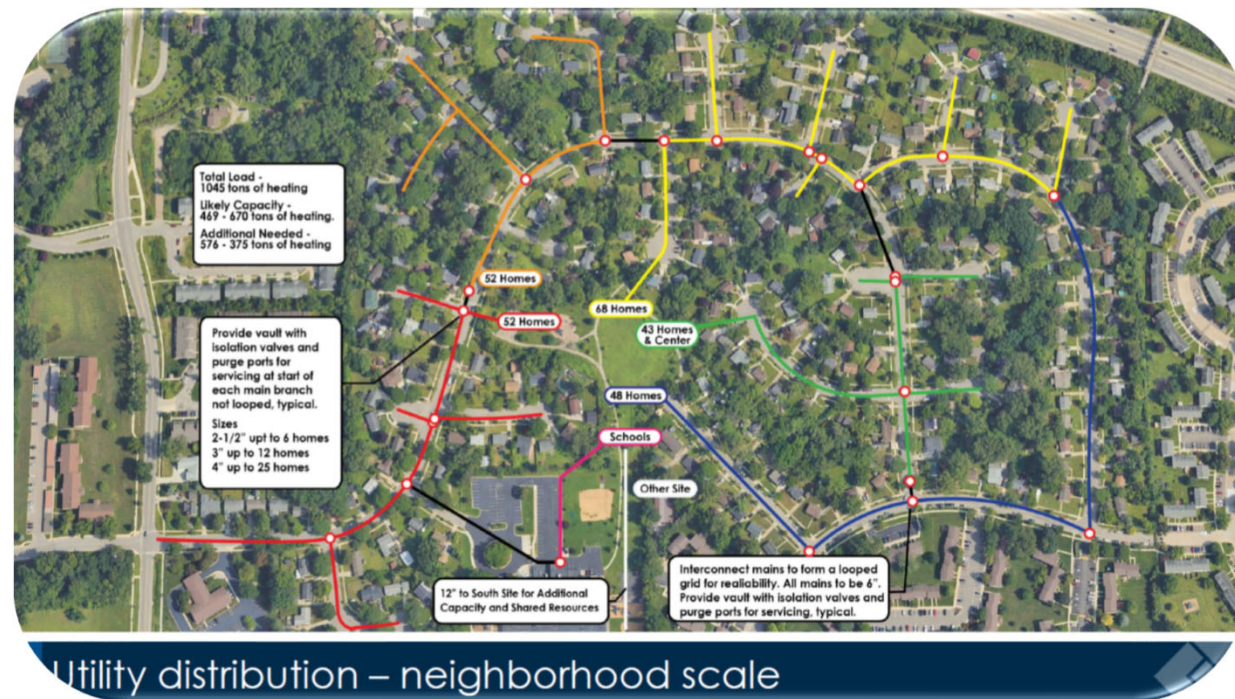 Total Load -
1045 tons of heating
Likely Capacity -
469 - 670 tons of heating.
Additional Needed -
576 - 375 tons of heating
52 Homes
52 Homes
68 Homes
43 Homes
& Center
Provide vault with
isolation valves and
purge ports for
servicing at start of
each main branch
not looped, typical.
Sizes
2-1/2" upt to 6 homes
3" up to 12 homes
4" up to 25 homes
48 Homes
Schools
Other Site
12" to South Site for Additional
Capacity and Shared Resources
Interconnect mains to form a looped
grid for realiability. All mains to be 6".
Provide vault with isolation valves and
purge ports for servicing, typical.
Utility distribution – neighborhood scale